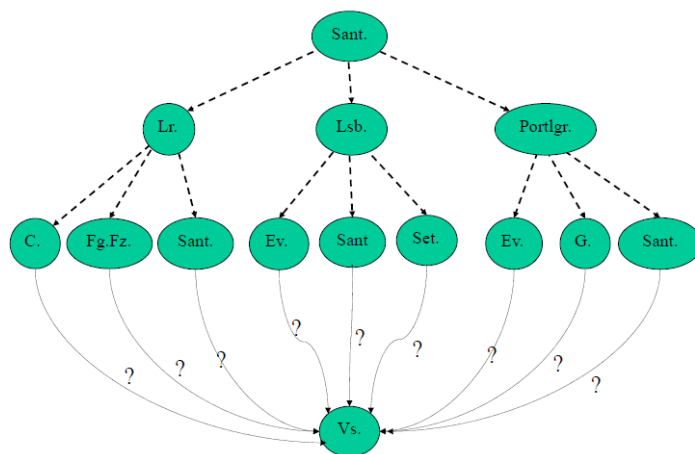 Sant.
Lr. Lsb. Portlgr.
C. Fg.Fz. Sant. Ev. Sant Set. Ev. G. Sant.
? ? ? ? ? ? ? ? ?
Vs.